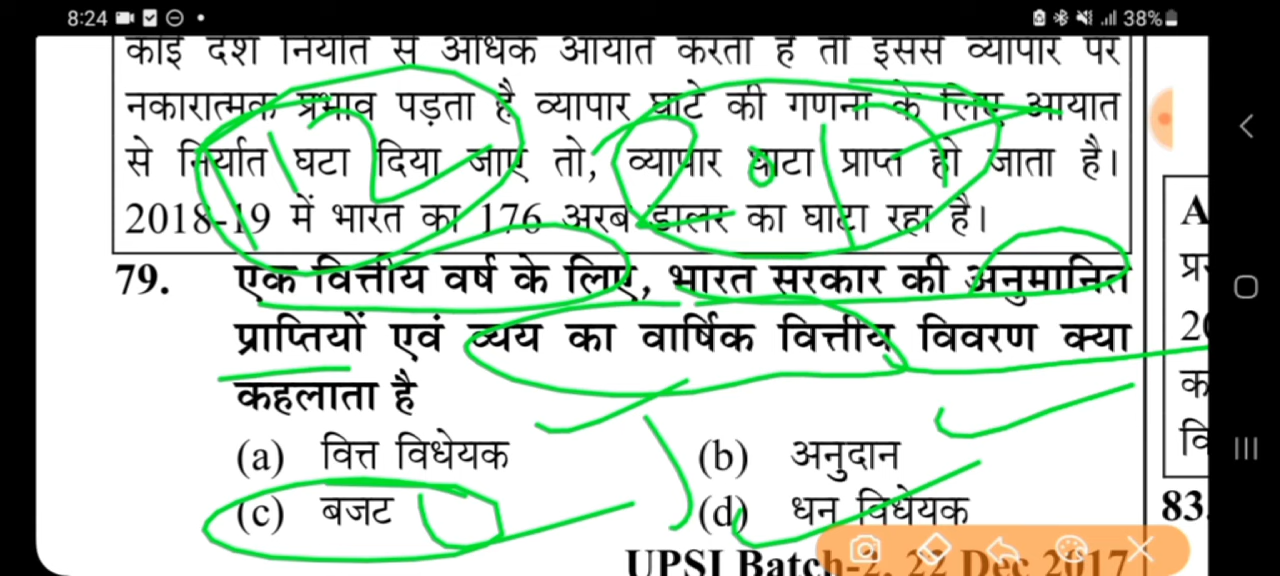 8:24
38%
कोई देश निर्यात से अधिक आयात करता है तो इससे व्यापार पर
नकारात्मक प्रभाव पड़ता है व्यापार घाटे की गणना के लिए आयात
से निर्यात घटा दिया जाए तो, व्यापार घाटा प्राप्त हो जाता है।
2018-19 में भारत का 176 अरब डालर का घाटा रहा है।
12
79. एक वित्तीय वर्ष के लिए, भारत सरकार की अनुमानित
प्राप्तियों एवं व्यय का वार्षिक वित्तीय विवरण क्या
कहलाता है
(a) वित्त विधेयक (b) अनुदान
(c) बजट (d) धन विधेयक
UPSI Batch-2, 22 Dec 2017
A
83.